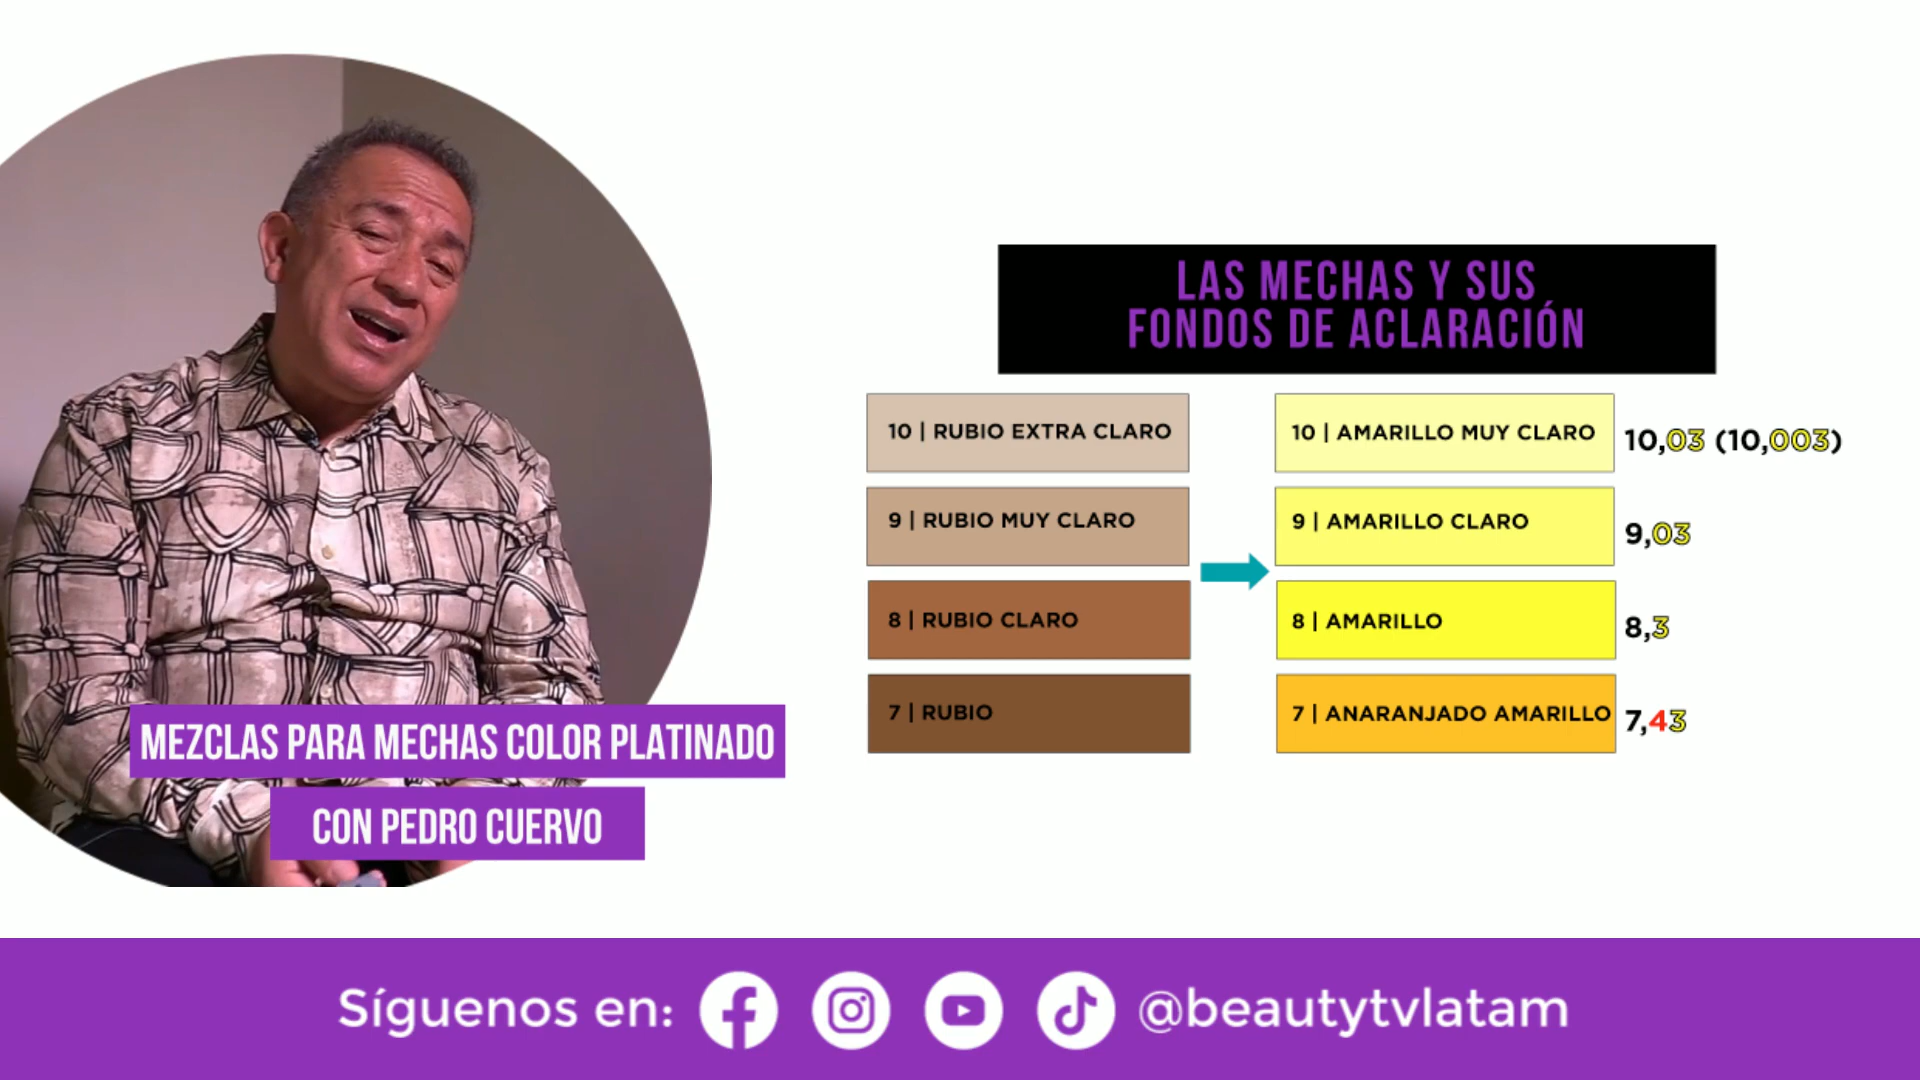 LAS MECHAS Y SUS
FONDOS DE ACLARACIÓN
10 | RUBIO EXTRA CLARO
10 | AMARILLO MUY CLARO
10,03 (10,003)
9 | RUBIO MUY CLARO
9 | AMARILLO CLARO
9,03
8 | RUBIO CLARO
8 | AMARILLO
8,3
7 | RUBIO
7 | ANARANJADO AMARILLO
7,43
MEZCLAS PARA MECHAS COLOR PLATINADO
CON PEDRO CUERVO
Síguenos en: @beautytvlatam